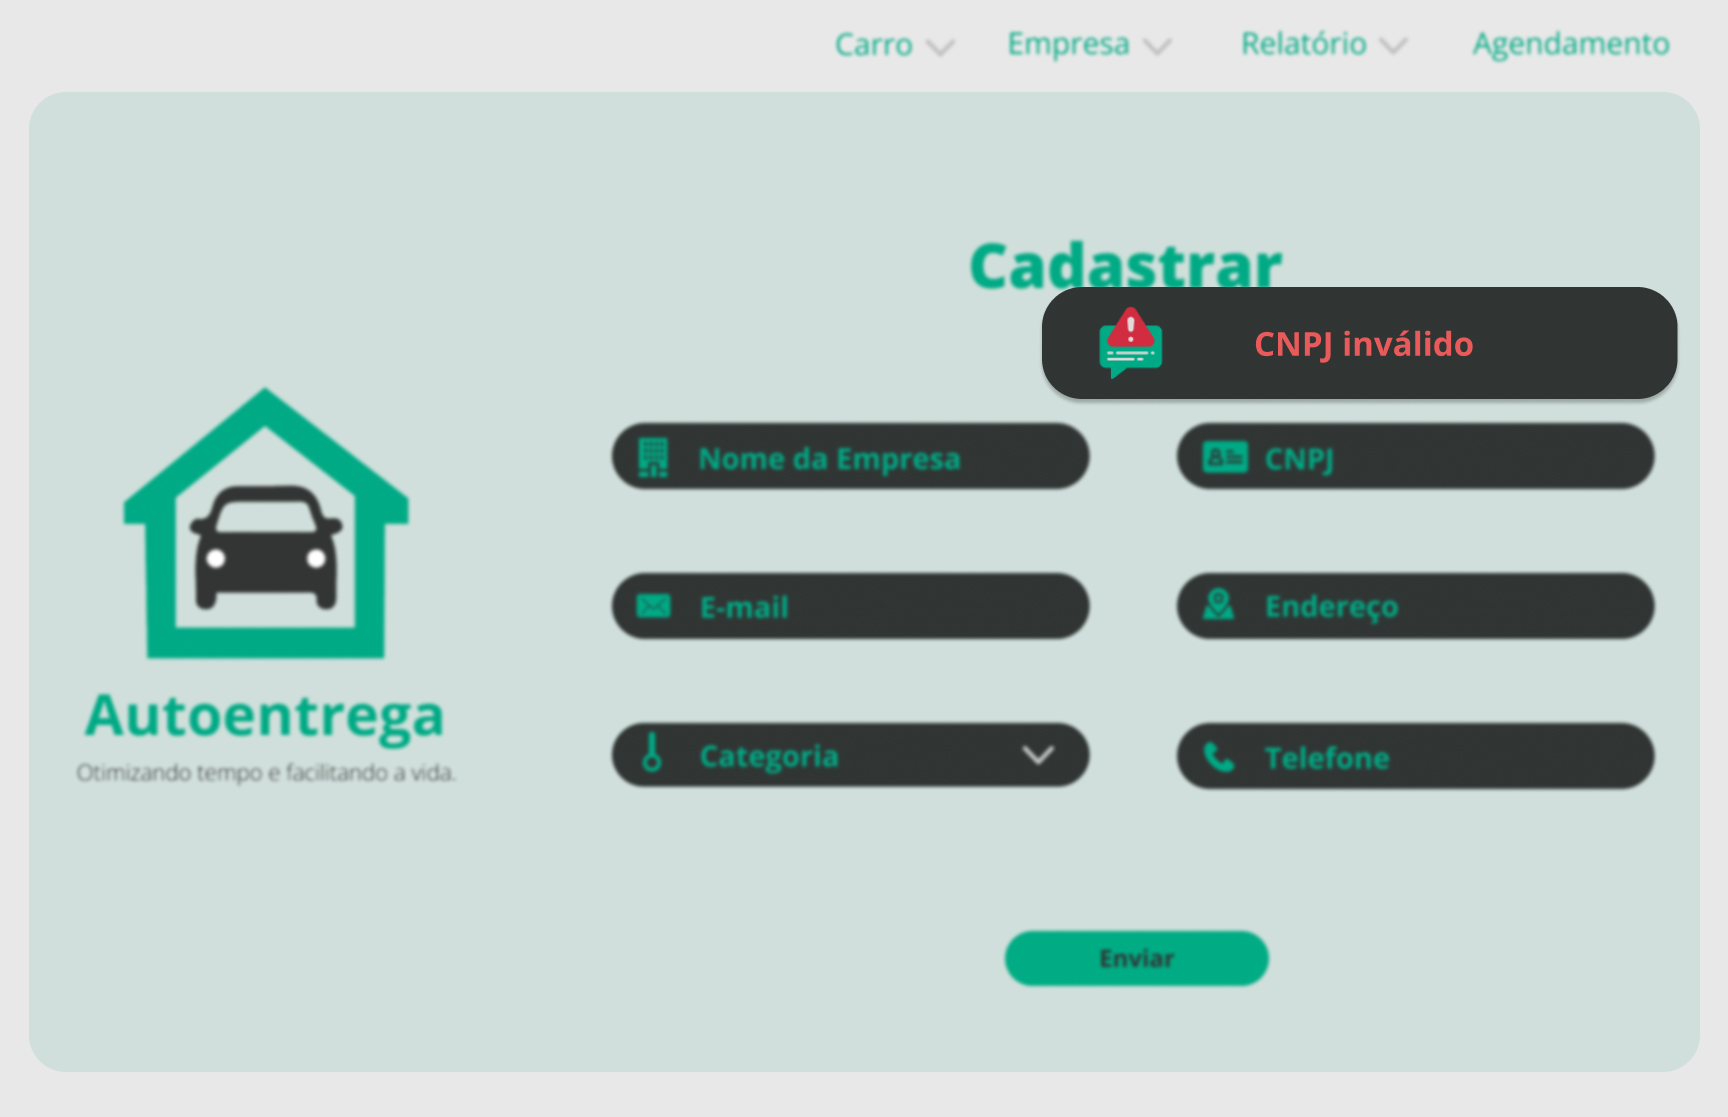 Carro
Empresa
Relatório
Agendamento
Cadastrar
CNPJ inválido
Nome da Empresa
CNPJ
E-mail
Endereço
Categoria
Telefone
Autoentrega
Otimizando tempo e facilitando a vida.
Enviar